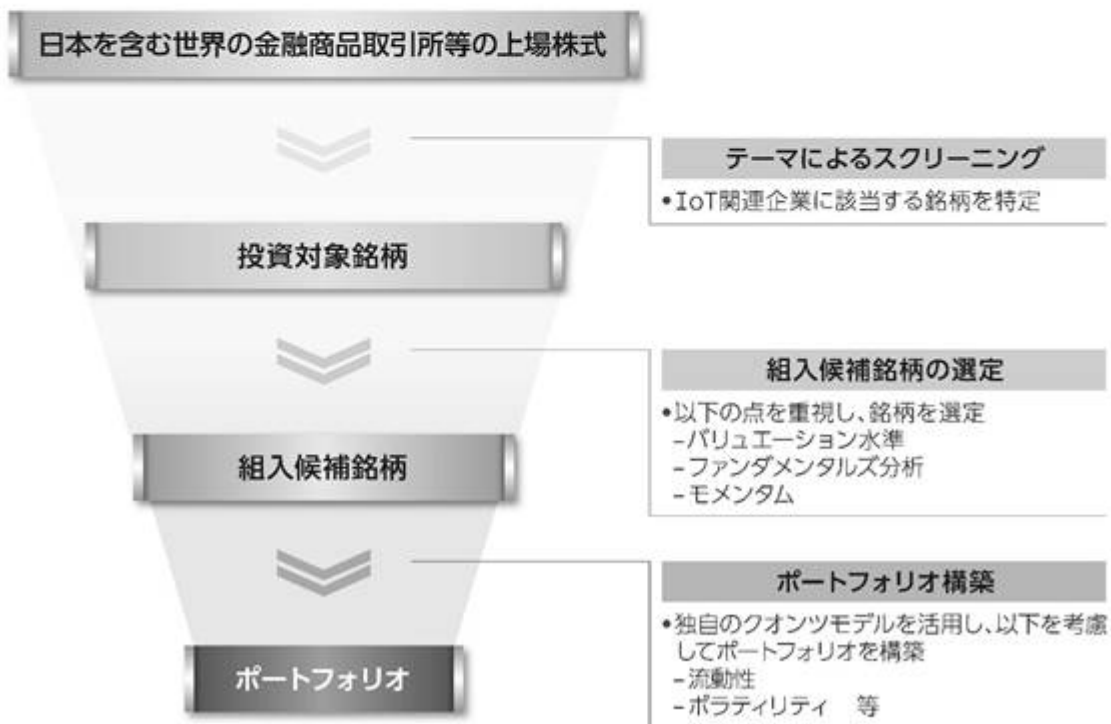 日本を含む世界の金融商品取引所等の上場株式
テーマによるスクリーニング
•IoT関連企業に該当する銘柄を特定
投資対象銘柄
組入候補銘柄の選定
•以下の点を重視し、銘柄を選定
-バリュエーション水準
-ファンダメンタルズ分析
-モメンタム
組入候補銘柄
ポートフォリオ構築
•独自のクオンツモデルを活用し、以下を考慮
してポートフォリオを構築
-流動性
-ボラティリティ 等
ポートフォリオ